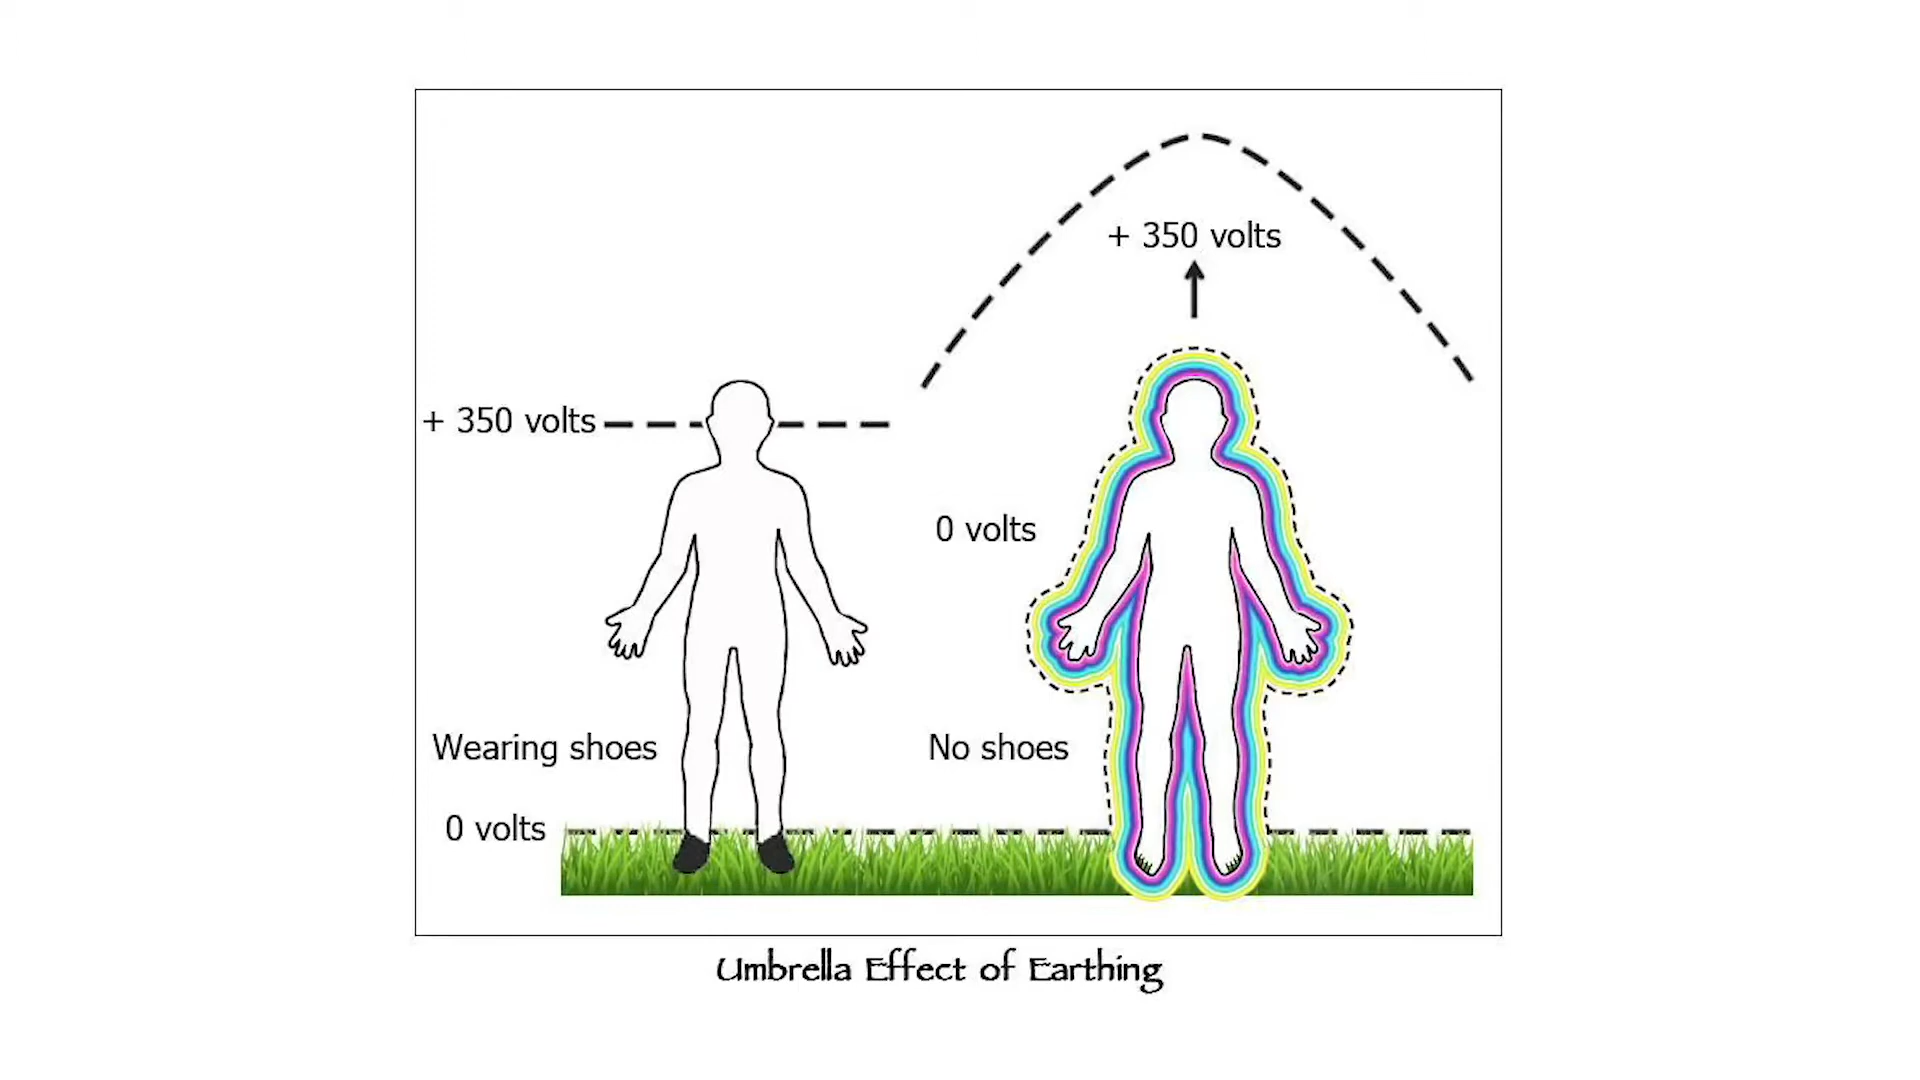 + 350 volts
+ 350 volts
0 volts
Wearing shoes
No shoes
0 volts
Umbrella Effect of Earthing